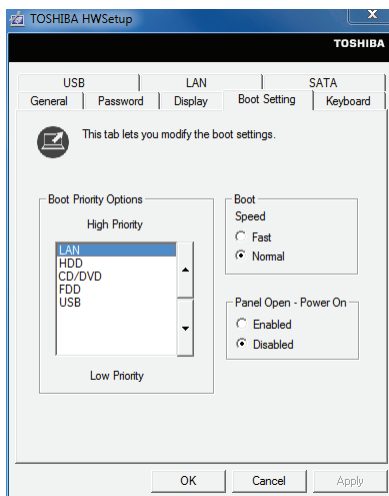 TOSHIBA HWSetup
x
TOSHIBA
USB LAN SATA
General Password Display Boot Setting Keyboard
This tab lets you modify the boot settings.
Boot Priority Options
High Priority
LAN
HDD
CD/DVD
FDD
USB
Low Priority
Boot
Speed
Fast
Normal
Panel Open - Power On
Enabled
Disabled
OK Cancel Apply